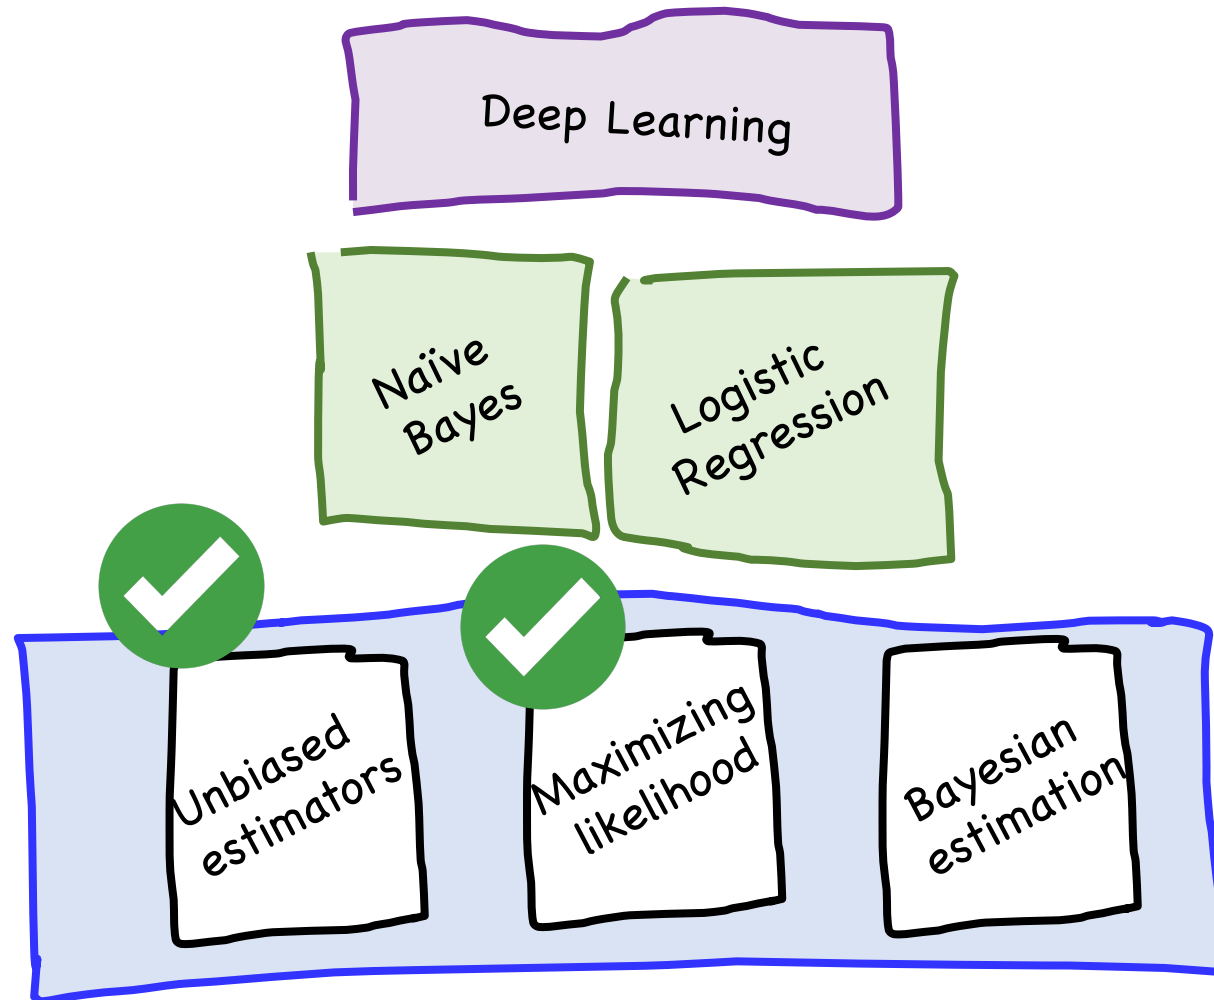 Deep Learning
Naïve
Bayes
Logistic
Regression
Unbiased
estimators
Maximizing
likelihood
Bayesian
estimation